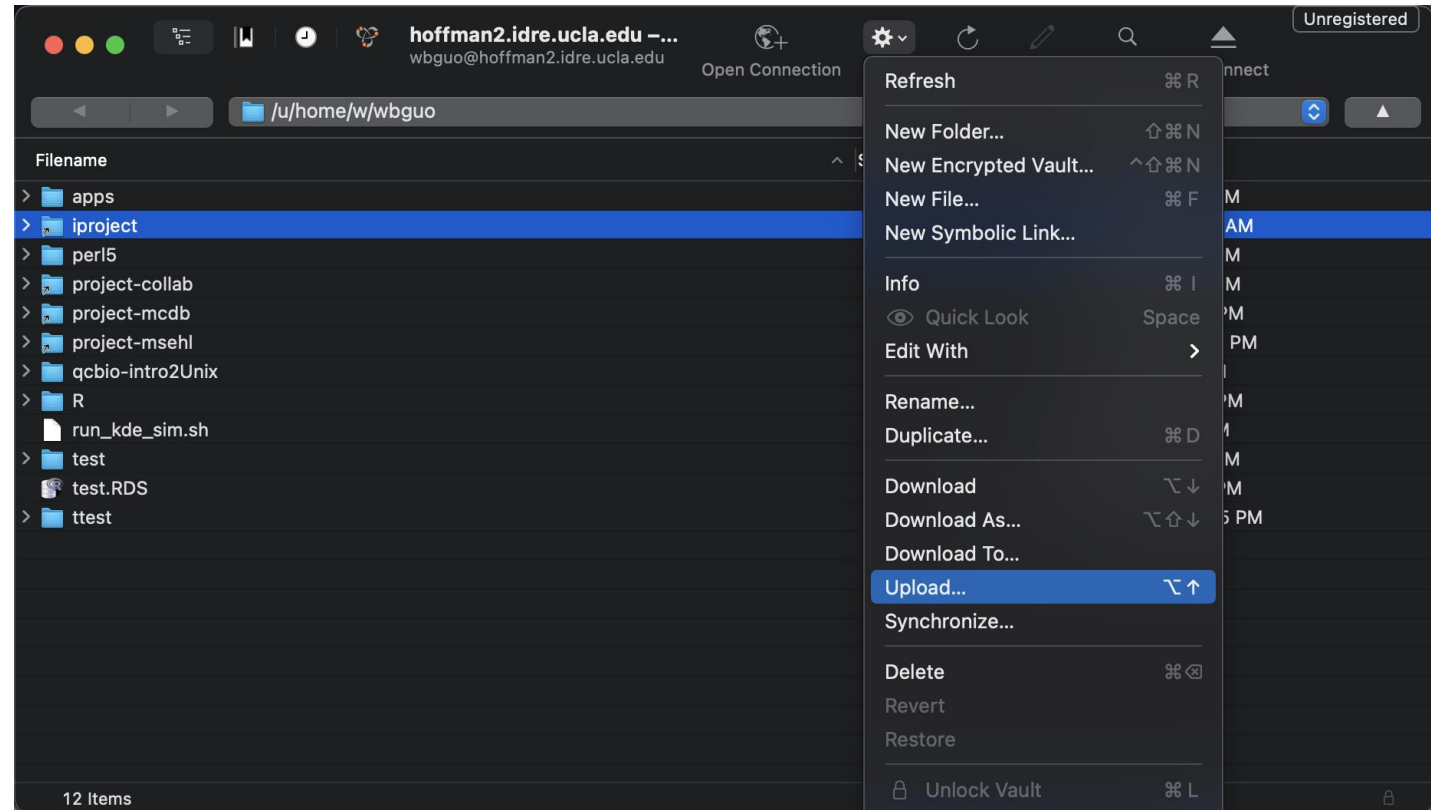 Unregistered
hoffman2.idre.ucla.edu –...
wbguo@hoffman2.idre.ucla.edu
Open Connection
nnect
/u/home/w/wbguo
Filename
apps
iproject
perl5
project-collab
project-mcdb
project-msehl
qcbio-intro2Unix
R
run_kde_sim.sh
test
test.RDS
ttest
12 Items
Refresh ⌘ R
New Folder... ⇧⌘ N
New Encrypted Vault... ^⇧⌘ N
New File... ⌘ F
New Symbolic Link...
Info ⌘ I
Quick Look Space
Edit With
Rename...
Duplicate... ⌘ D
Download ⌥↓
Download As... ⌥⇧↓
Download To...
Upload... ⌥↑
Synchronize...
Delete ⌘⌫
Revert
Restore
Unlock Vault ⌘ L
M
AM
M
M
PM
PM
PM
M
PM
5 PM